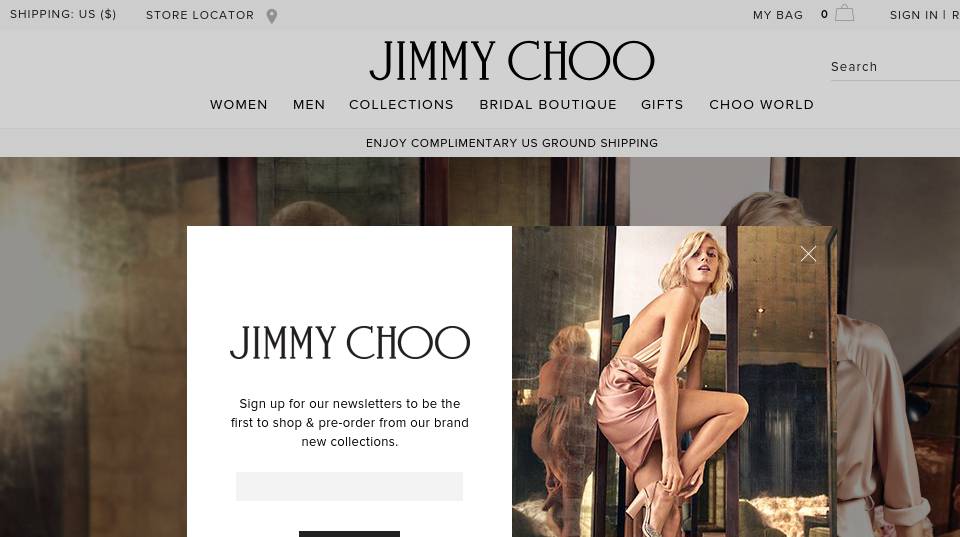 SHIPPING: US ($) STORE LOCATOR MY BAG 0 SIGN IN | R
JIMMY CHOO
Search
WOMEN MEN COLLECTIONS BRIDAL BOUTIQUE GIFTS CHOO WORLD
ENJOY COMPLIMENTARY US GROUND SHIPPING
JIMMY CHOO
Sign up for our newsletters to be the
first to shop & pre-order from our brand
new collections.